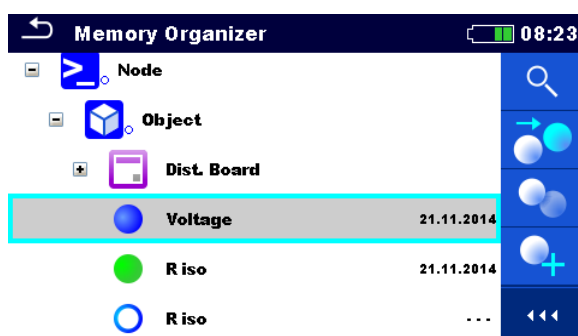 Memory Organizer 08:23
Node
Object
Dist. Board
Voltage 21.11.2014
R iso 21.11.2014
R iso ---